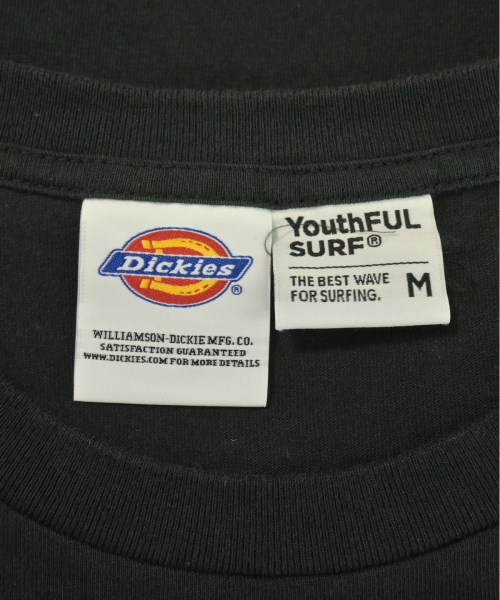 Dickies
®
WILLIAMSON-DICKIE MFG.CO.
SATISFACTION GUARANTEED
WWW.DICKIES.COM FOR MORE DETAILS
YouthFUL
SURF®
THE BEST WAVE
FOR SURFING.
M